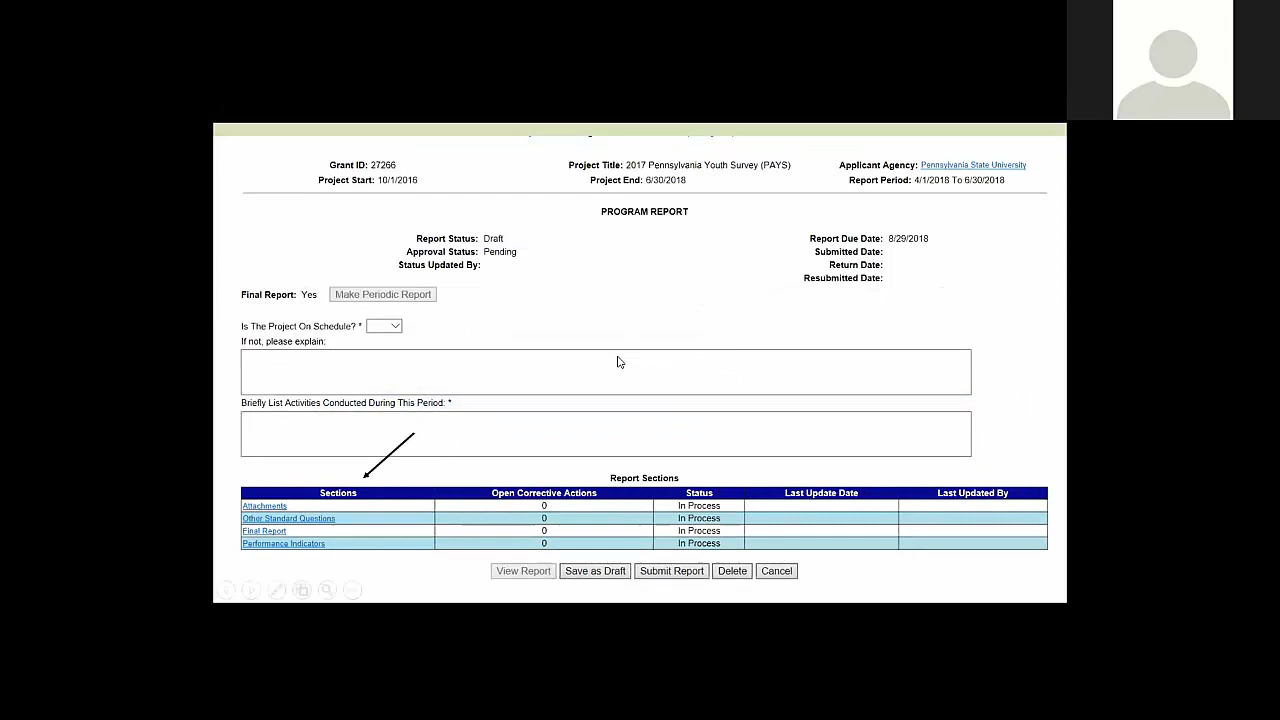 Grant ID: 27266 Project Title: 2017 Pennsylvania Youth Survey (PAYS) Applicant Agency: Pennsylvania State University
Project Start: 10/1/2016 Project End: 6/30/2018 Report Period: 4/1/2018 To 6/30/2018
PROGRAM REPORT
Report Status: Draft Report Due Date: 8/29/2018
Approval Status: Pending Submitted Date:
Status Updated By: Return Date:
Resubmitted Date:
Final Report: Yes Make Periodic Report
Is The Project On Schedule? *
If not, please explain:
Briefly List Activities Conducted During This Period: *
Report Sections
Sections Open Corrective Actions Status Last Update Date Last Updated By
Attachments 0 In Process
Other Standard Questions 0 In Process
Final Report 0 In Process
Performance Indicators 0 In Process
View Report Save as Draft Submit Report Delete Cancel